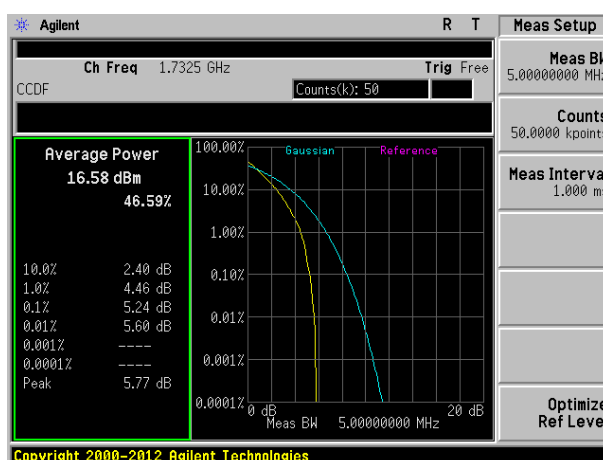 Agilent R T Meas Setup
Ch Freq 1.7325 GHz Trig Free
CCDF Counts(k): 50
Meas BW
5.00000000 MHz
Counts
50.0000 kpoints
Meas Interval
1.000 ms
Optimize
Ref Level
Average Power
16.58 dBm
46.59%
10.0% 2.40 dB
1.0% 4.46 dB
0.1% 5.24 dB
0.01% 5.60 dB
0.001% ----
0.0001% ----
Peak 5.77 dB
Gaussian Reference
100.00%
10.00%
1.00%
0.10%
0.01%
0.001%
0.0001%
0 dB 20 dB
Meas BW 5.00000000 MHz
Copyright 2000-2012 Agilent Technologies